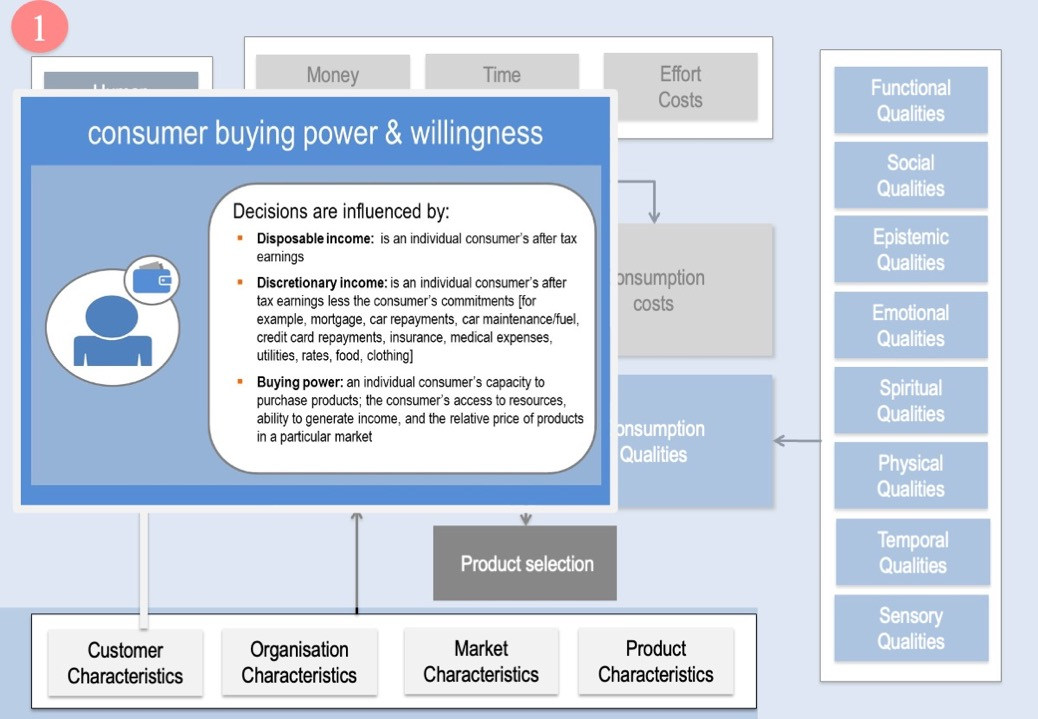 1
Money
Time
Effort
Costs
consumer buying power & willingness
Decisions are influenced by:
Disposable income: is an individual consumer's after tax
earnings
Discretionary income: is an individual consumer's after
tax earnings less the consumer's commitments [for
example, mortgage, car repayments, car maintenance/fuel,
credit card repayments, insurance, medical expenses,
utilities, rates, food, clothing]
Buying power: an individual consumer's capacity to
purchase products; the consumer's access to resources,
ability to generate income, and the relative price of products
in a particular market
costs
Qualities
Product selection
Functional
Qualities
Social
Qualities
Epistemic
Qualities
Emotional
Qualities
Spiritual
Qualities
Physical
Qualities
Temporal
Qualities
Sensory
Qualities
Customer
Characteristics
Organisation
Characteristics
Market
Characteristics
Product
Characteristics